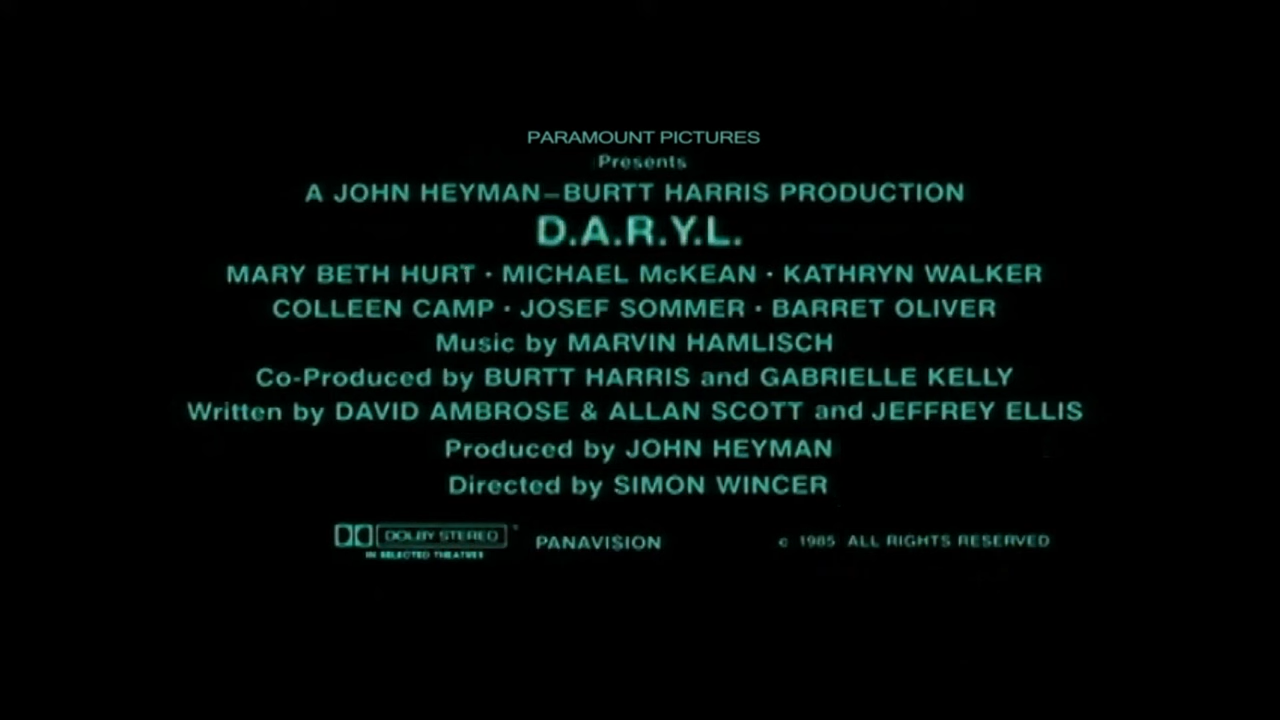 PARAMOUNT PICTURES
Presents
A JOHN HEYMAN–BURTT HARRIS PRODUCTION
D.A.R.Y.L.
MARY BETH HURT · MICHAEL McKEAN · KATHRYN WALKER
COLLEEN CAMP · JOSEF SOMMER · BARRET OLIVER
Music by MARVIN HAMLISCH
Co-Produced by BURTT HARRIS and GABRIELLE KELLY
Written by DAVID AMBROSE & ALLAN SCOTT and JEFFREY ELLIS
Produced by JOHN HEYMAN
Directed by SIMON WINCER
DOLBY STEREO PANAVISION c 1985 ALL RIGHTS RESERVED
IN SELECTED THEATRES